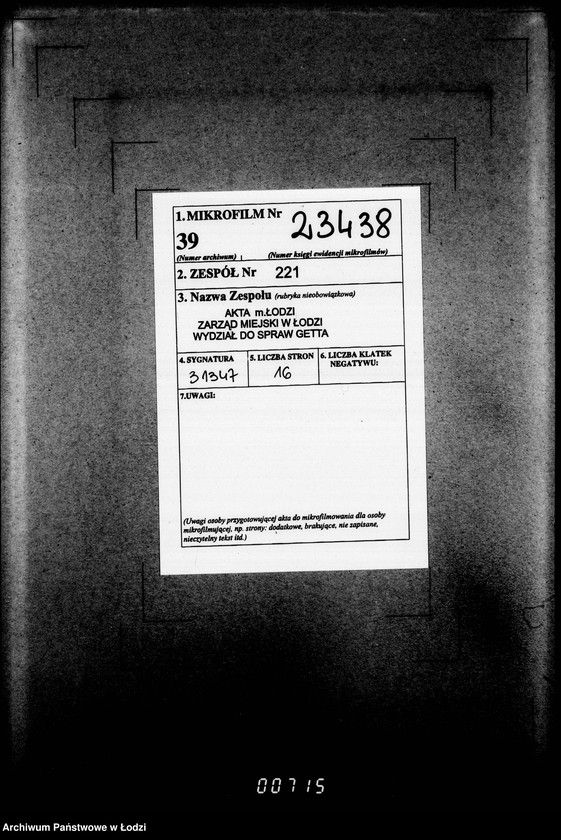 1. MIKROFILM Nr 23438
39
(Numer archiwum) (Numer księgi ewidencji mikrofilmów)
2. ZESPÓŁ Nr 221
3. Nazwa Zespołu (rubryka nieobowiązkowa)
AKTA m.ŁODZI
ZARZĄD MIEJSKI W ŁODZI
WYDZIAŁ DO SPRAW GETTA
4. SYGNATURA 5. LICZBA STRON 6. LICZBA KLATEK
NEGATYWU:
31347 16
7.UWAGI:
(Uwagi osoby przygotowującej akta do mikrofilmowania dla osoby
mikrofilmującej, np. strony: dodatkowe, brakujące, nie zapisane,
nieczytelny tekst itd.)
00715
Archiwum Państwowe w Łodzi